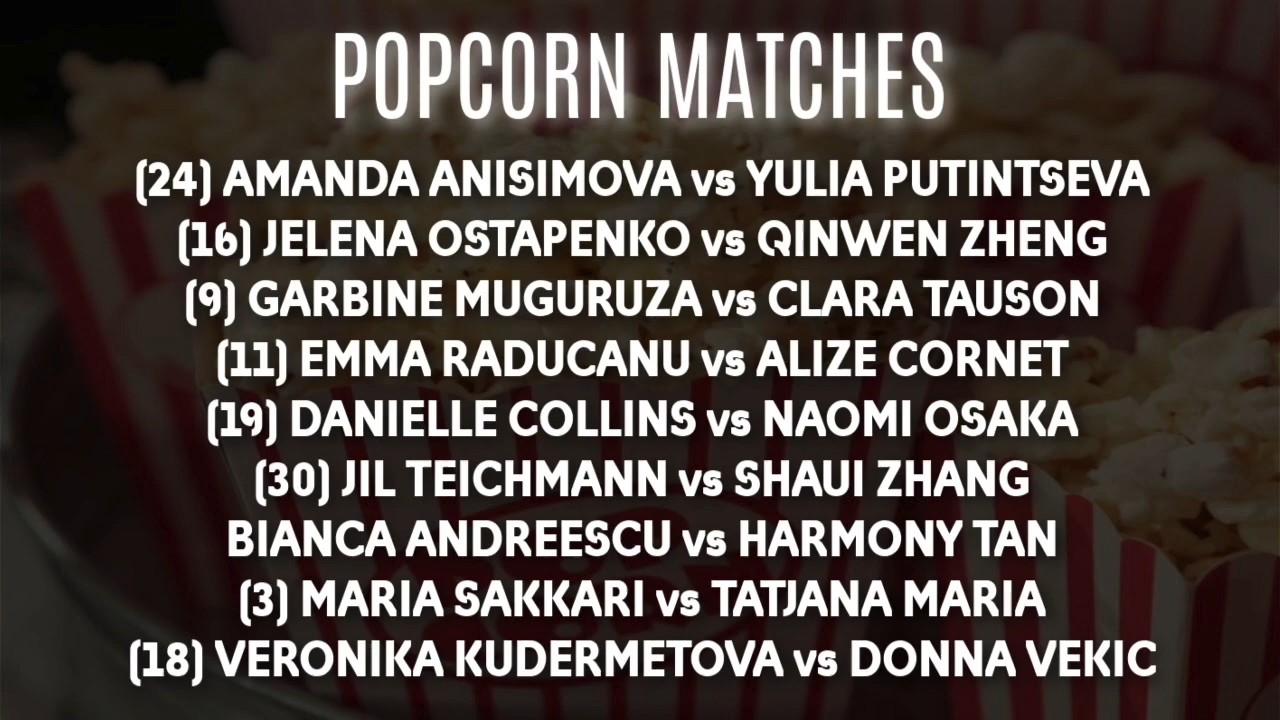 POPCORN MATCHES
(24) AMANDA ANISIMOVA vs YULIA PUTINTSEVA
(16) JELENA OSTAPENKO vs QINWEN ZHENG
(9) GARBINE MUGURUZA vs CLARA TAUSON
(11) EMMA RADUCANU vs ALIZE CORNET
(19) DANIELLE COLLINS vs NAOMI OSAKA
(30) JIL TEICHMANN vs SHAUI ZHANG
BIANCA ANDREESCU vs HARMONY TAN
(3) MARIA SAKKARI vs TATJANA MARIA
(18) VERONIKA KUDERMETOVA vs DONNA VEKIC